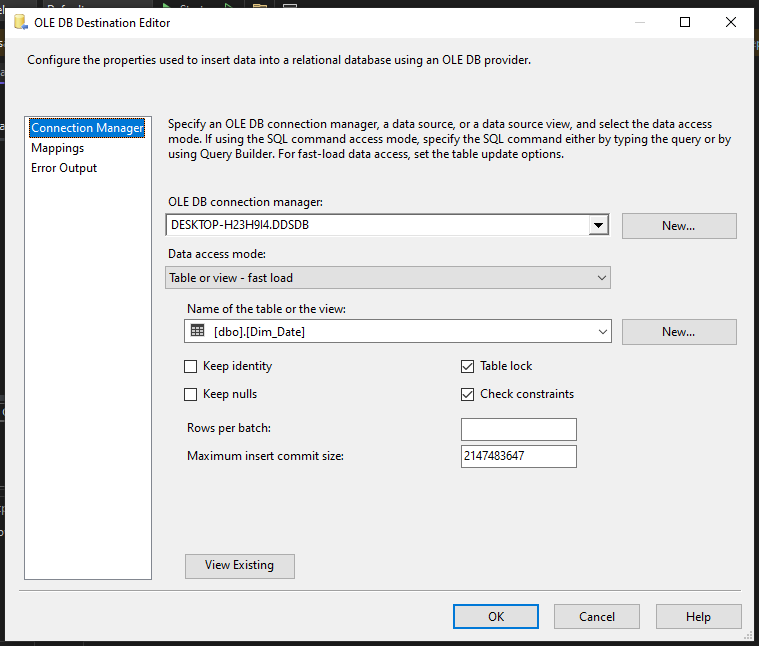 OLE DB Destination Editor
Configure the properties used to insert data into a relational database using an OLE DB provider.
Connection Manager
Mappings
Error Output
Specify an OLE DB connection manager, a data source, or a data source view, and select the data access
mode. If using the SQL command access mode, specify the SQL command either by typing the query or by
using Query Builder. For fast-load data access, set the table update options.
OLE DB connection manager:
DESKTOP-H23H9I4.DDSDB
New...
Data access mode:
Table or view - fast load
Name of the table or the view:
[dbo].[Dim_Date]
New...
Keep identity
Table lock
Keep nulls
Check constraints
Rows per batch:
Maximum insert commit size:
2147483647
View Existing
OK
Cancel
Help